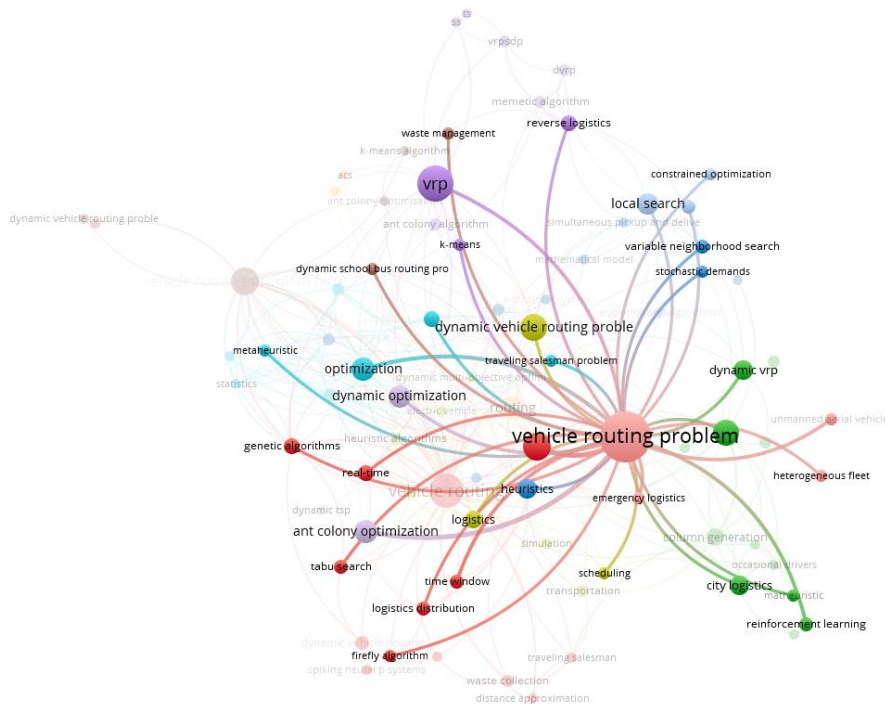 ts
ss
vrpsdp
dvrp
memetic algorithm
reverse logistics
waste management
k-means algorithm
acs
constrained optimization
vrp
ant colony optimisation
local search
dynamic vehicle routing proble
ant colony algorithm
simultaneous pickup and delive
k-means
variable neighborhood search
mathematical model
dynamic school bus routing pro
stochastic demands
dynamic vehicle routing proble
metaheuristic
traveling salesman problem
optimization
dynamic vrp
dynamic multi-objective optimi
statistics
dynamic optimization
routing
electric vehicle
unmanned aerial vehicle
vehicle routing problem
heuristic algorithms
genetic algorithms
real-time
heterogeneous fleet
vehicle routing
heuristics
emergency logistics
dynamic tsp
logistics
ant colony optimization
column generation
simulation
tabu search
occasional drivers
scheduling
time window
city logistics
transportation
matheuristic
logistics distribution
reinforcement learning
firefly algorithm
traveling salesman
spiking neural p systems
waste collection
distance approximation